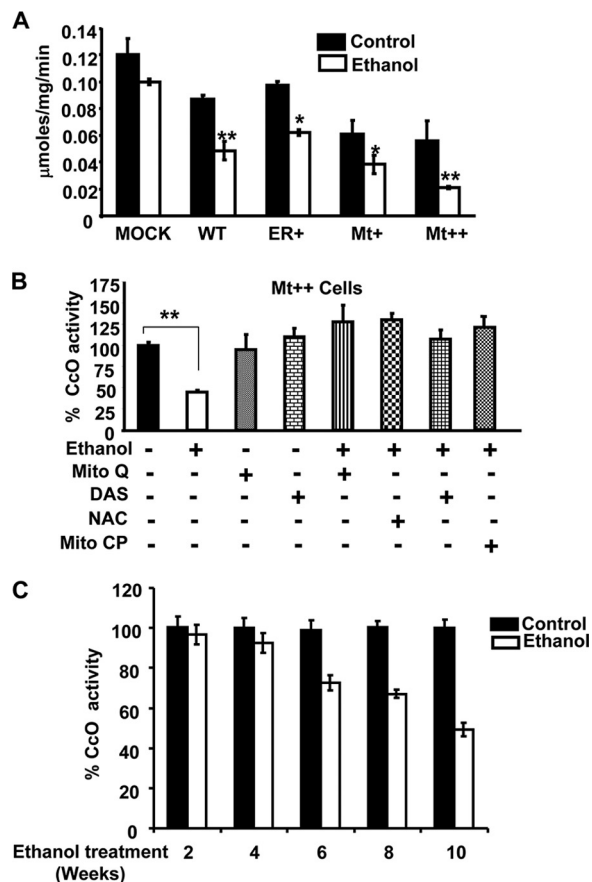 A
μmoles/mg/min
0.14
0.12
0.10
0.08
0.06
0.04
0.02
0
Control
Ethanol
**
*
*
**
MOCK WT ER+ Mt+ Mt++
B
Mt++ Cells
% CcO activity
175
125
100
50
25
0
**
Ethanol - + - - + + + +
Mito Q - - + - + - - -
DAS - - - + - - + -
NAC - - - - - + - -
Mito CP - - - - - - - +
C
% CcO activity
120
100
80
60
40
20
0
Control
Ethanol
Ethanol treatment 2 4 6 8 10
(Weeks)